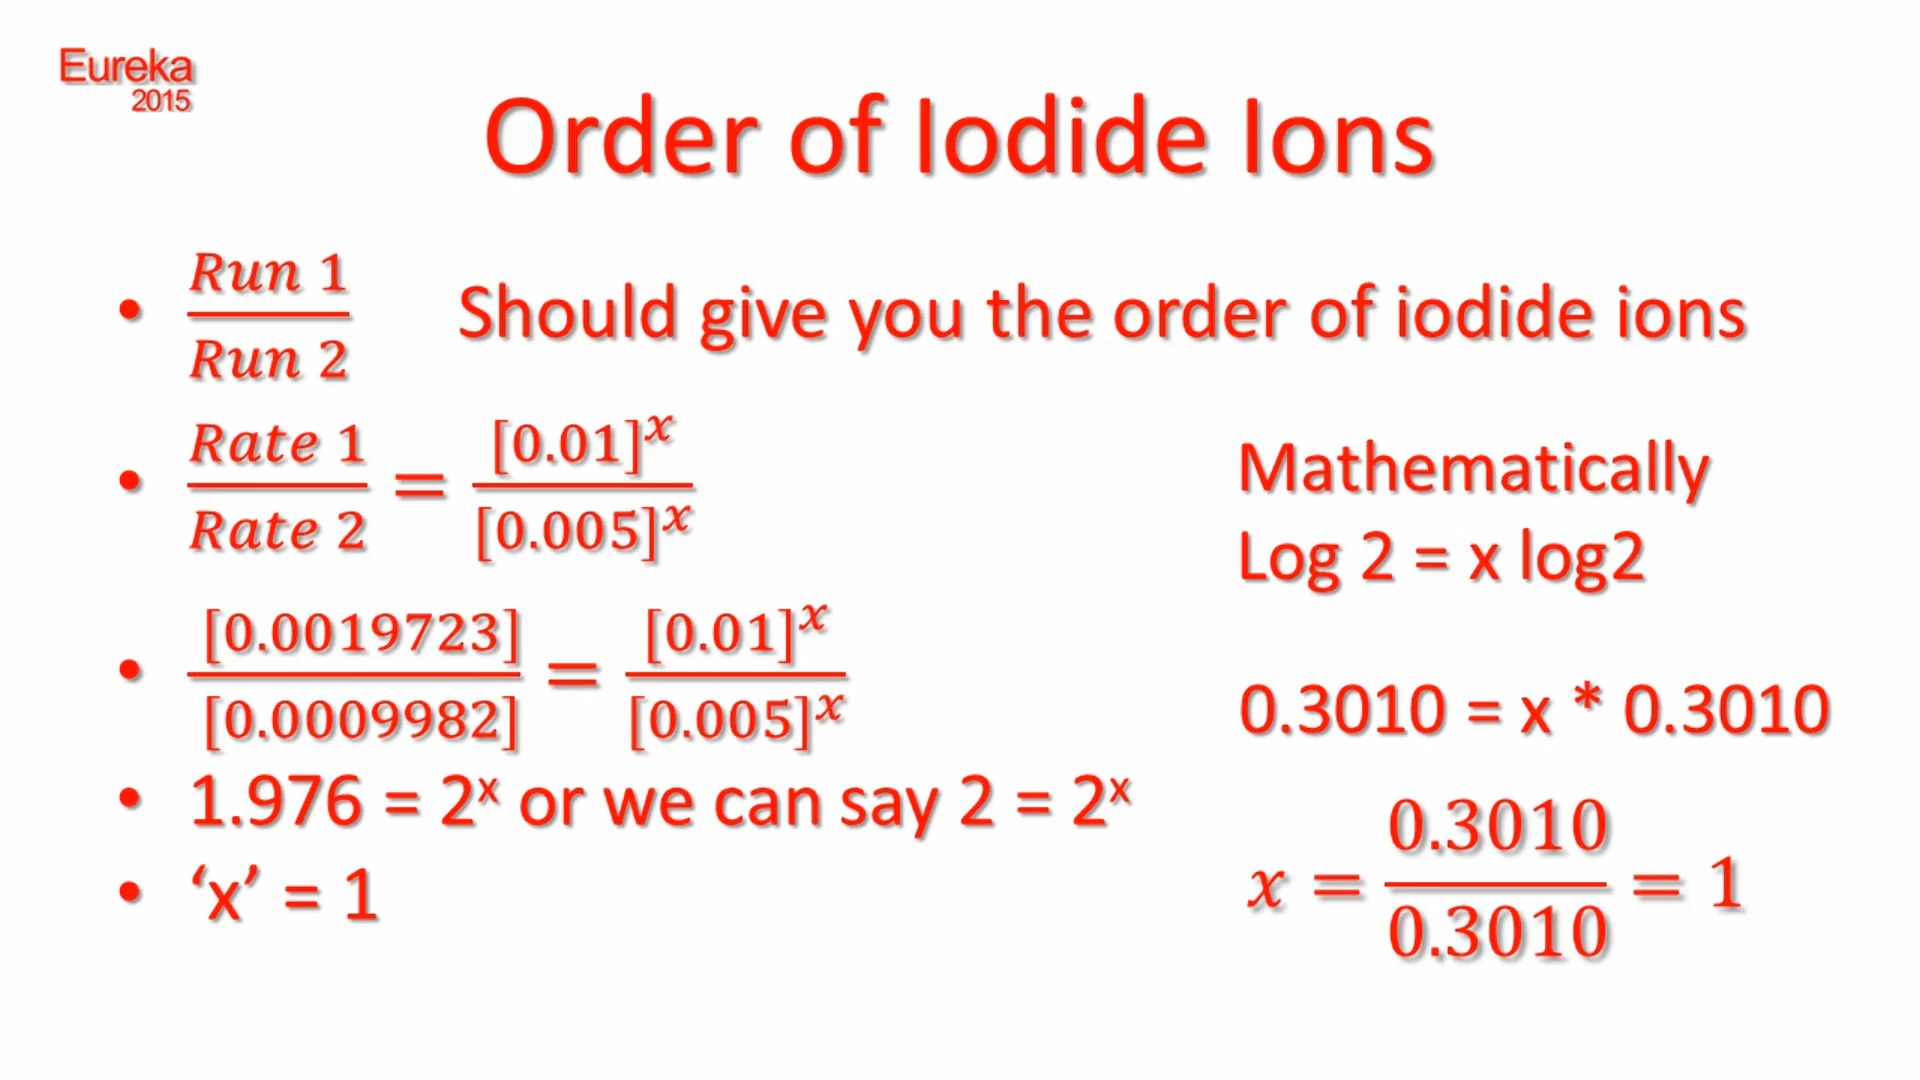 Eureka
2015
Order of Iodide Ions
• Run 1 / Run 2 Should give you the order of iodide ions
• Rate 1 / Rate 2 = [0.01]^x / [0.005]^x
• [0.0019723] / [0.0009982] = [0.01]^x / [0.005]^x
• 1.976 = 2^x or we can say 2 = 2^x
• ‘x’ = 1
Mathematically
Log 2 = x log2
0.3010 = x * 0.3010
x = 0.3010 / 0.3010 = 1